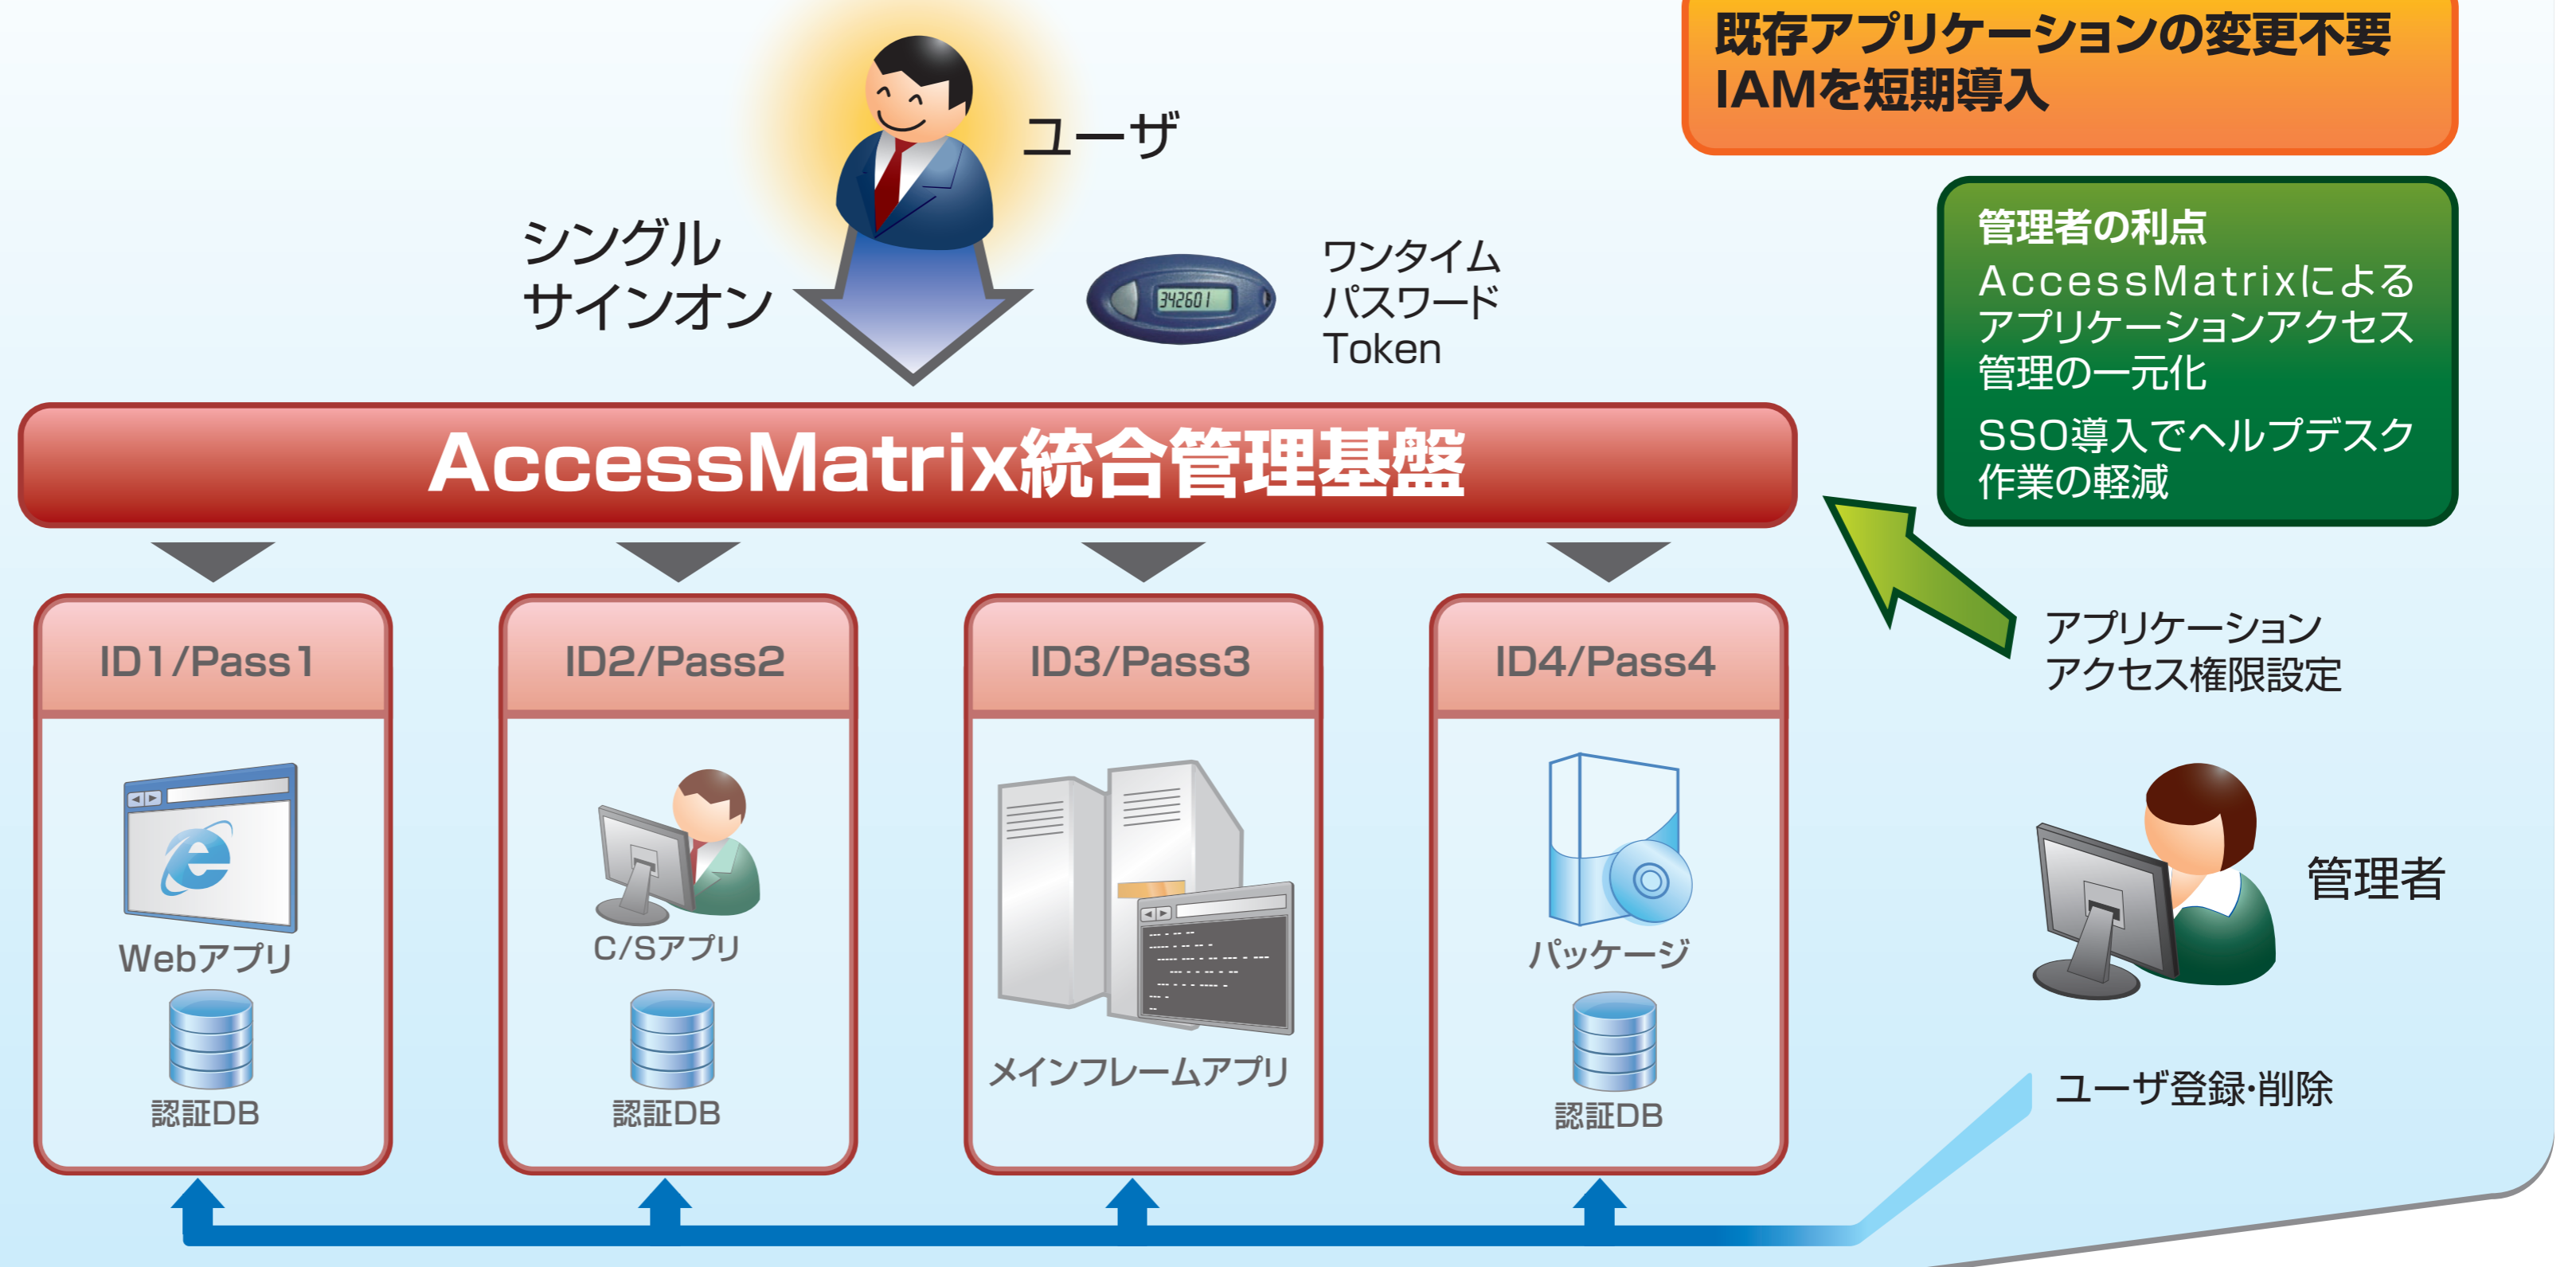 既存アプリケーションの変更不要
IAMを短期導入
ユーザ
シングル
サインオン
342601
ワンタイム
パスワード
Token
管理者の利点
AccessMatrixによる
アプリケーションアクセス
管理の一元化
SSO導入でヘルプデスク
作業の軽減
AccessMatrix統合管理基盤
ID1/Pass1
ID2/Pass2
ID3/Pass3
ID4/Pass4
アプリケーション
アクセス権限設定
Webアプリ
認証DB
C/Sアプリ
認証DB
メインフレームアプリ
パッケージ
認証DB
管理者
ユーザ登録・削除